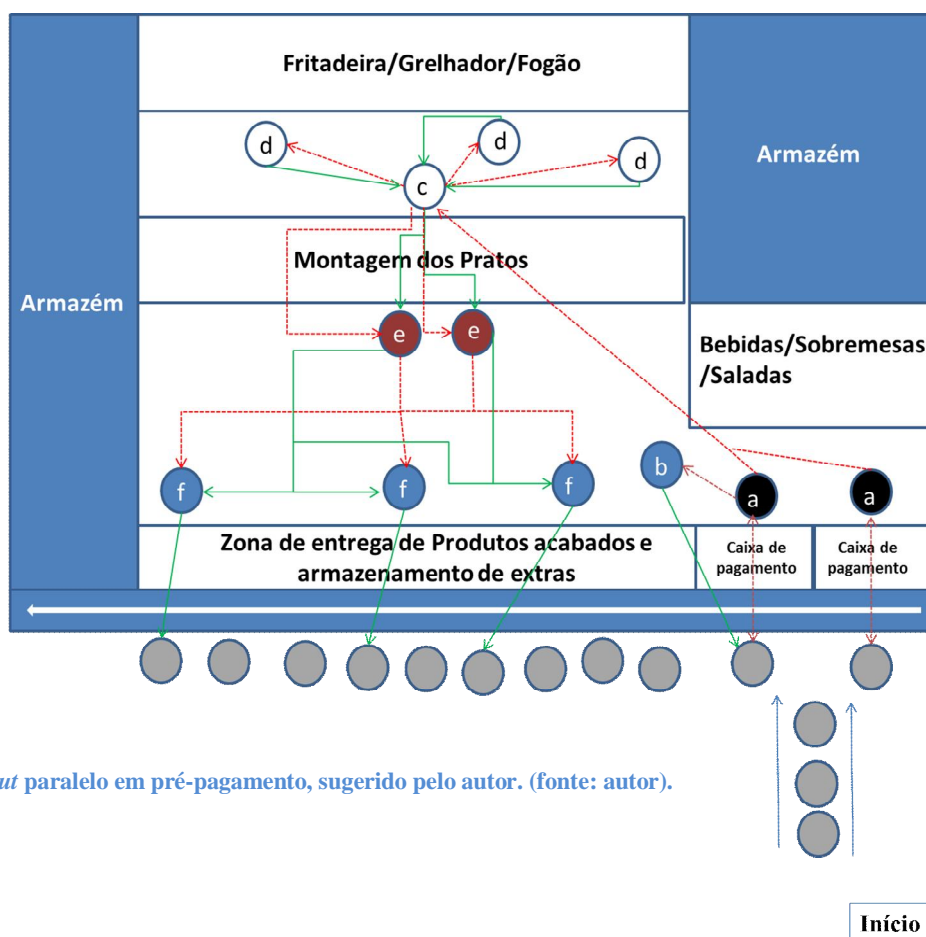 Fritadeira/Grelhador/Fogão
d
d
d
Armazém
c
Montagem dos Pratos
Armazém
e
e
Bebidas/Sobremesas
/Saladas
b
f
f
f
a
a
Zona de entrega de Produtos acabados e
armazenamento de extras
Caixa de
pagamento
Caixa de
pagamento
ut paralelo em pré-pagamento, sugerido pelo autor. (fonte: autor).
Início